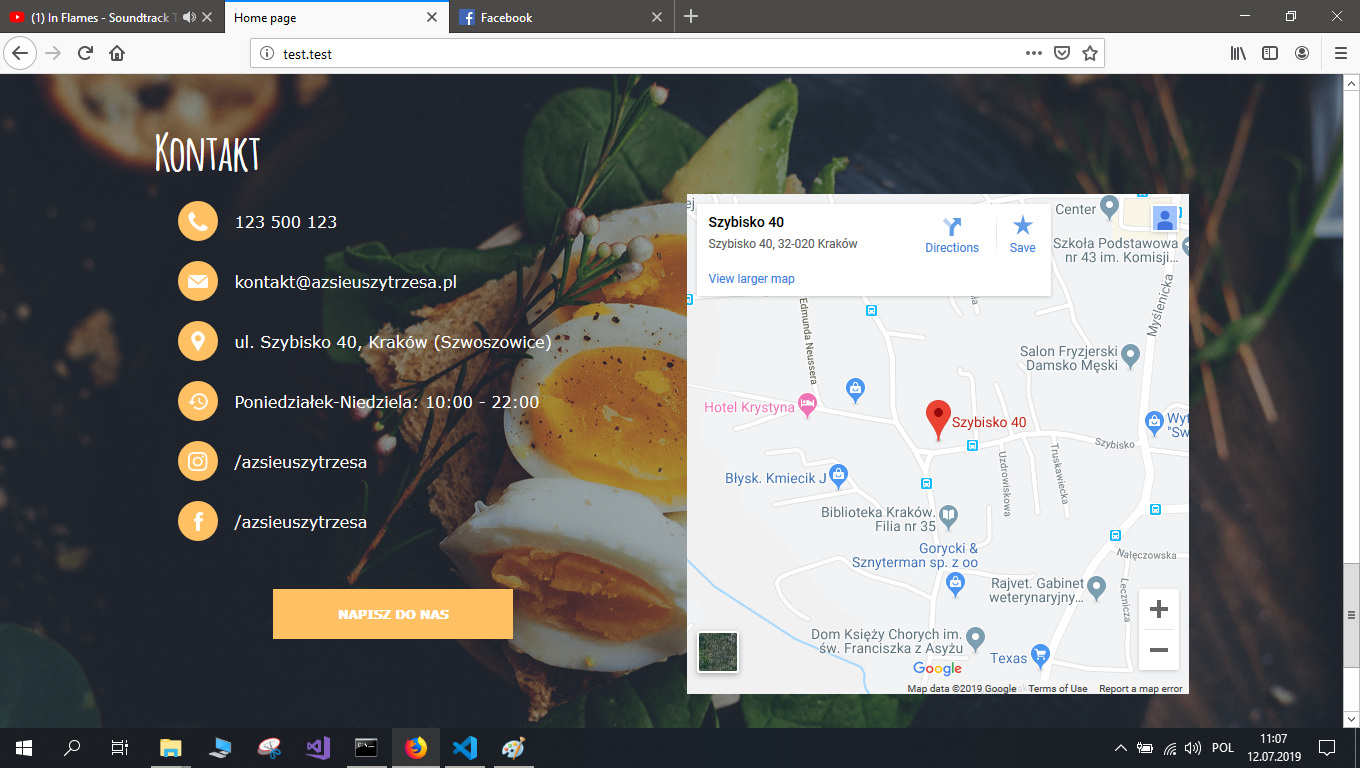 (1) In Flames - Soundtrack T
Home page
Facebook
test.test
Kontakt
123 500 123
kontakt@azsieuszytrzesa.pl
ul. Szybisko 40, Kraków (Szwoszowice)
Poniedziałek-Niedziela: 10:00 - 22:00
/azsieuszytrzesa
/azsieuszytrzesa
NAPISZ DO NAS
Szybisko 40
Szybisko 40, 32-020 Kraków
Directions
Save
View larger map
Center
Szkoła Podstawowa
nr 43 im. Komisji...
Myślenicka
Edmunda Neussera
Salon Fryzjerski
Damsko Męski
Hotel Krystyna
Szybisko 40
Wyt
"Sw
Szybisko
Uzdrowiskowa
Truskawiecka
Błysk. Kmiecik J
Biblioteka Kraków.
Filia nr 35
Gorycki &
Sznyterman sp. z oo
Nałęczowska
Lecznicza
Rajvet. Gabinet
weterynaryjny...
Dom Księży Chorych im.
św. Franciszka z Asyżu
Texas
Google
Map data ©2019 Google
Terms of Use
Report a map error
POL
11:07
12.07.2019